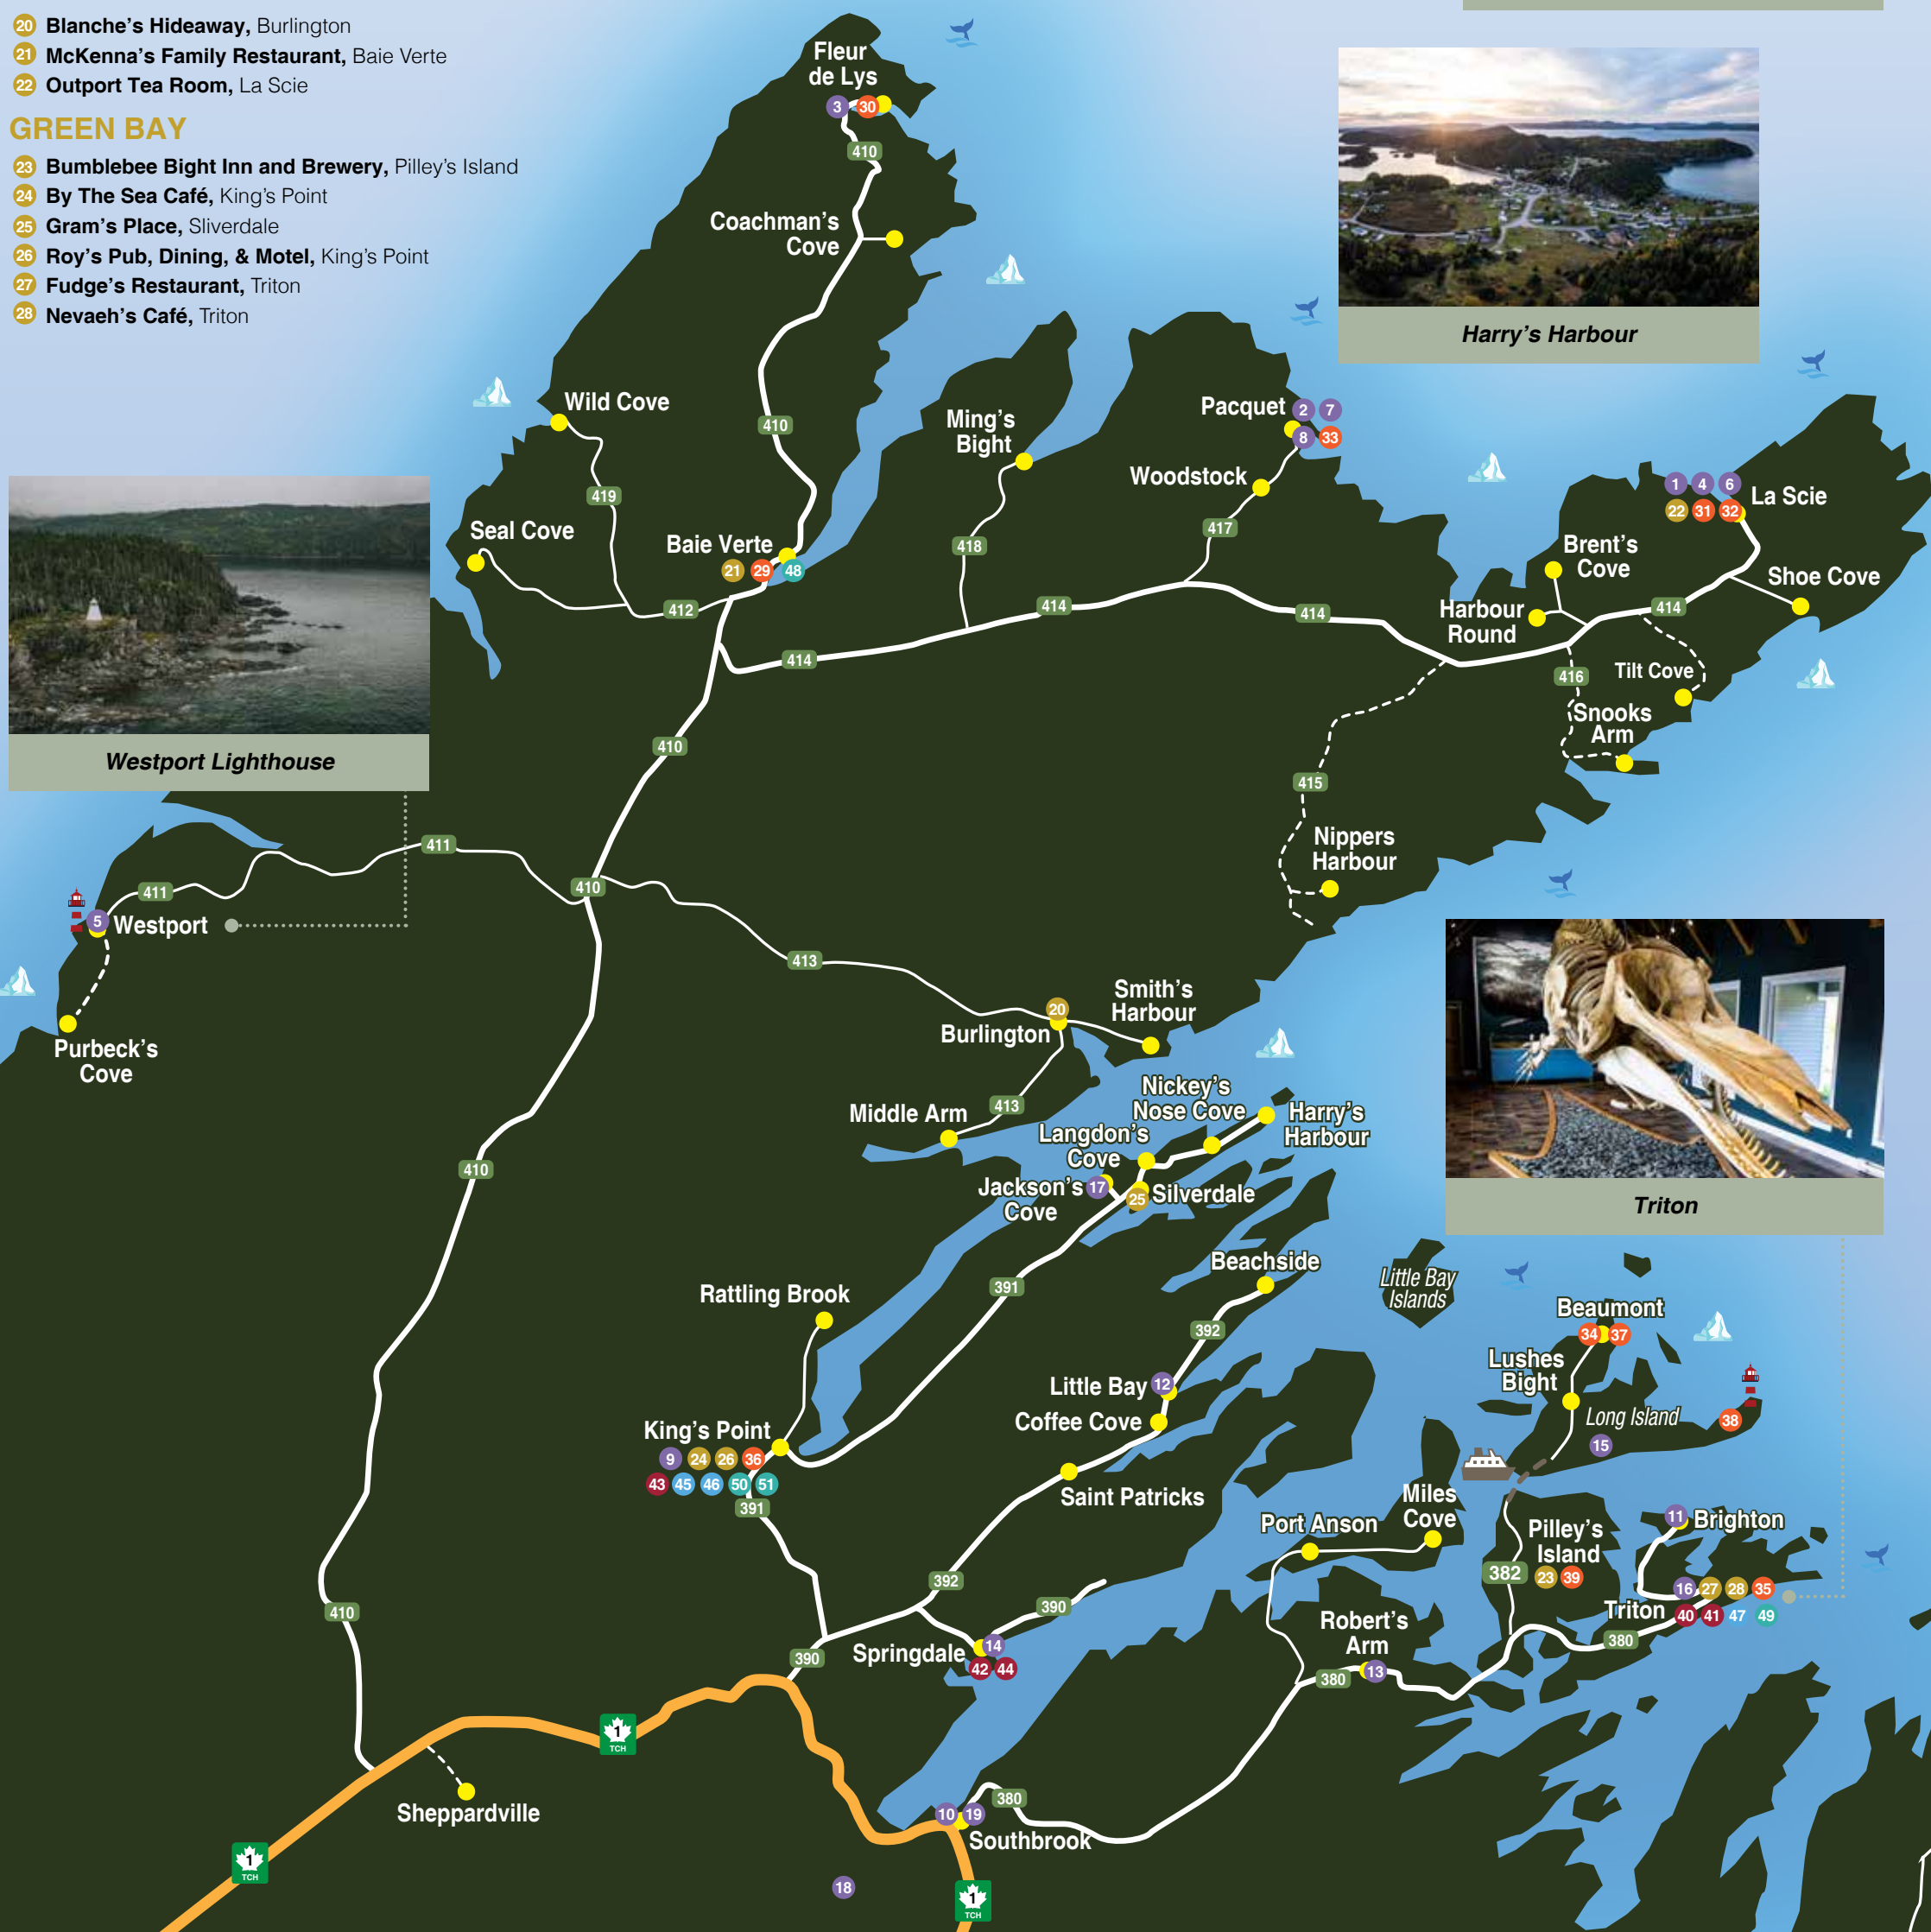 20 Blanche's Hideaway, Burlington
21 McKenna's Family Restaurant, Baie Verte
22 Outport Tea Room, La Scie
GREEN BAY
23 Bumblebee Bight Inn and Brewery, Pilley's Island
24 By The Sea Café, King's Point
25 Gram's Place, Sliverdale
26 Roy's Pub, Dining, & Motel, King's Point
27 Fudge's Restaurant, Triton
28 Nevaeh's Café, Triton
Fleur
de Lys
3 30
410
Coachman's
Cove
Harry's Harbour
Wild Cove
410
Ming's
Bight
Pacquet 2 7
8 33
Woodstock
419
1 4 6
La Scie
22 31 32
Seal Cove
417
Baie Verte
418
Brent's
Cove
21 29 48
Shoe Cove
412
414
414
Harbour
Round
414
414
416
Tilt Cove
Snooks
Arm
410
Westport Lighthouse
415
411
Nippers
Harbour
411
410
5 Westport
413
Smith's
Harbour
20
Burlington
Purbeck's
Cove
Nickey's
Nose Cove
Harry's
Harbour
Middle Arm
413
Langdon's
Cove
410
Jackson's
Cove
17
25
Silverdale
Triton
Beachside
Little Bay
Islands
391
Rattling Brook
Beaumont
34 37
392
Lushes
Bight
Little Bay 12
Coffee Cove
Long Island
38
15
King's Point
9 24 26 36
43 45 46 50 51
391
Saint Patricks
Miles
Cove
Port Anson
Pilley's
Island
11 Brighton
382
23 39
392
16 27 28 35
Triton
40 41 47 49
390
410
Robert's
Arm
Springdale 14
42 44
390
380
380 13
1
TCH
Sheppardville
380
10 19
Southbrook
1
TCH
18
1
TCH